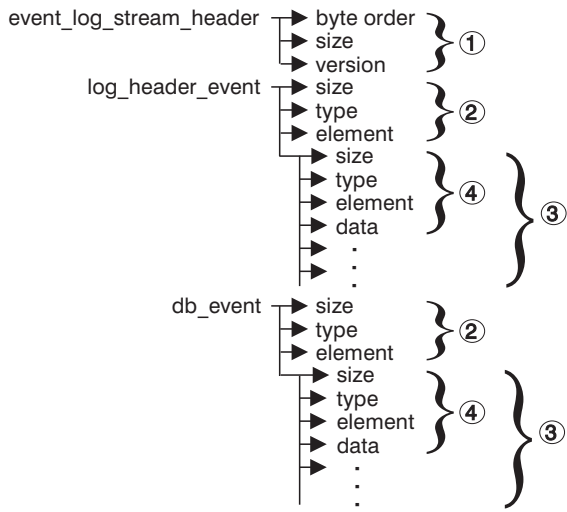 event_log_stream_header byte order
size ①
version
log_header_event size
type ②
element
size
type
element ④ ③
data
db_event size
type ②
element
size
type
element ④ ③
data